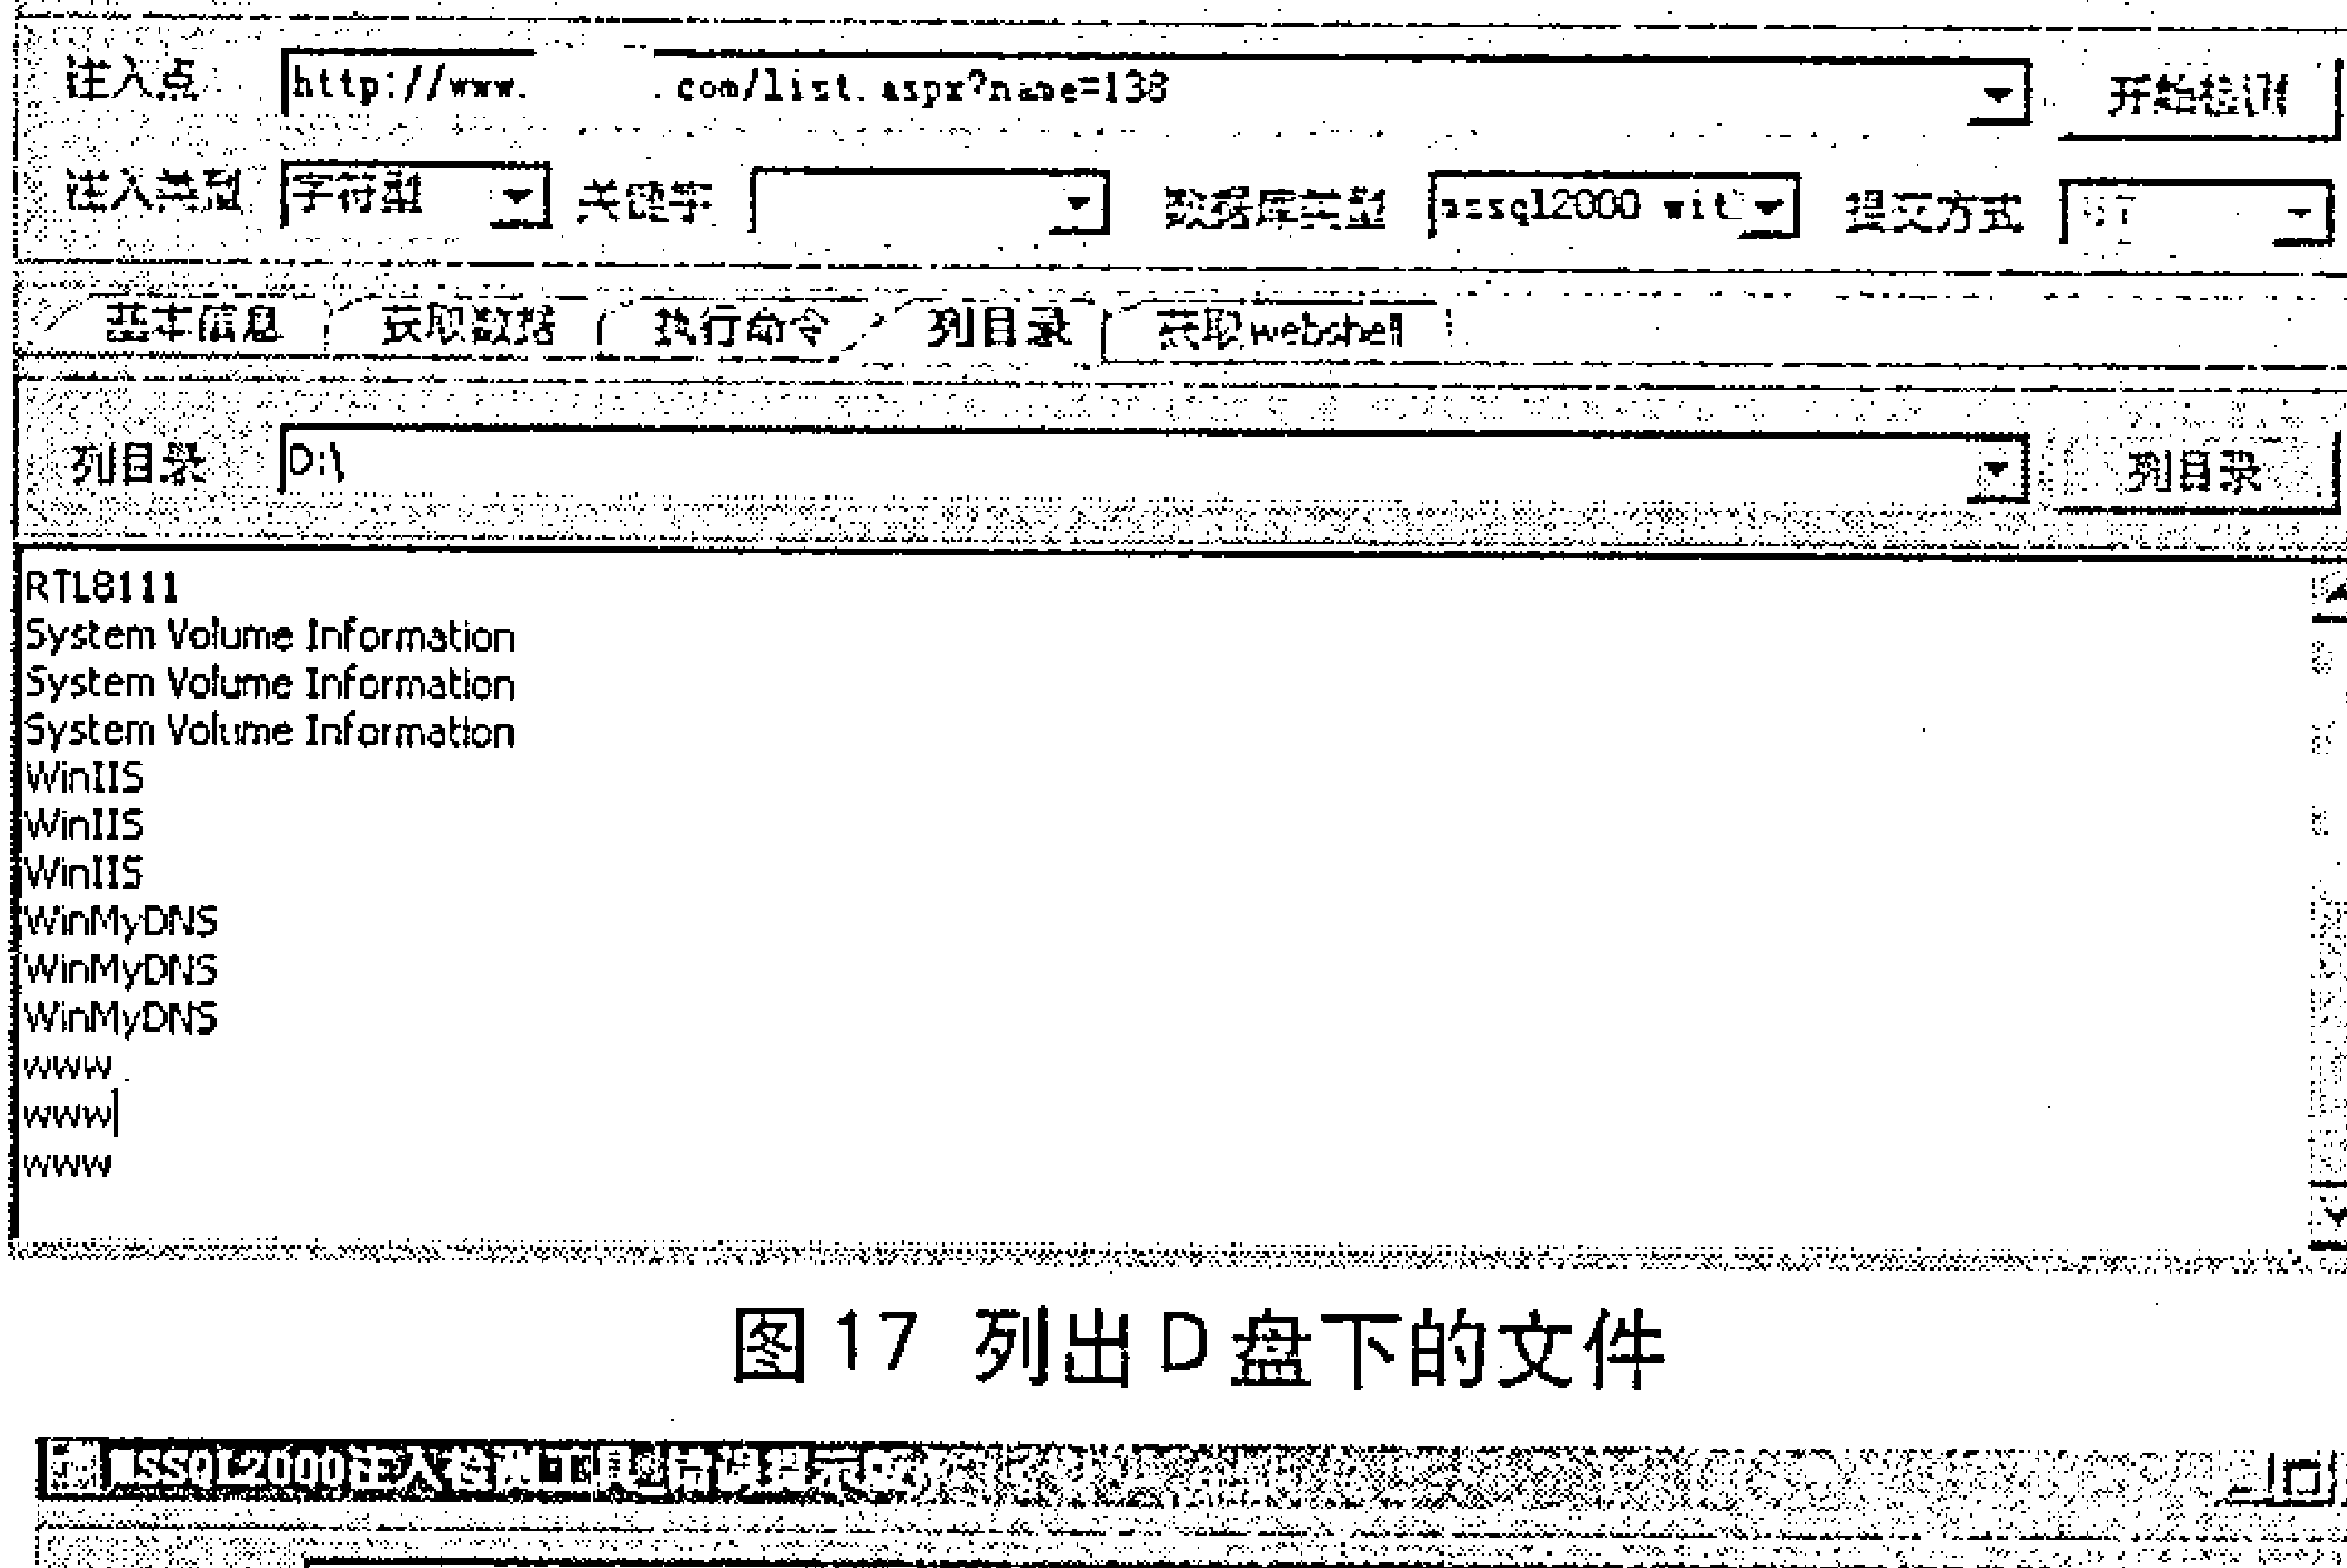 注入点 http://www. .com/list.aspx?name=138 开始检测
注入类型 字符型 关键字 数据库类型 mssql2000 wit 提交方式
基本信息 获取数据 执行命令 列目录 获取webshell
列目录 D:\ 列目录
RTL8111
System Volume Information
System Volume Information
System Volume Information
WinIIS
WinIIS
WinIIS
WinMyDNS
WinMyDNS
WinMyDNS
www
www
www
图17 列出D盘下的文件
MSSQL2000注入检测工具